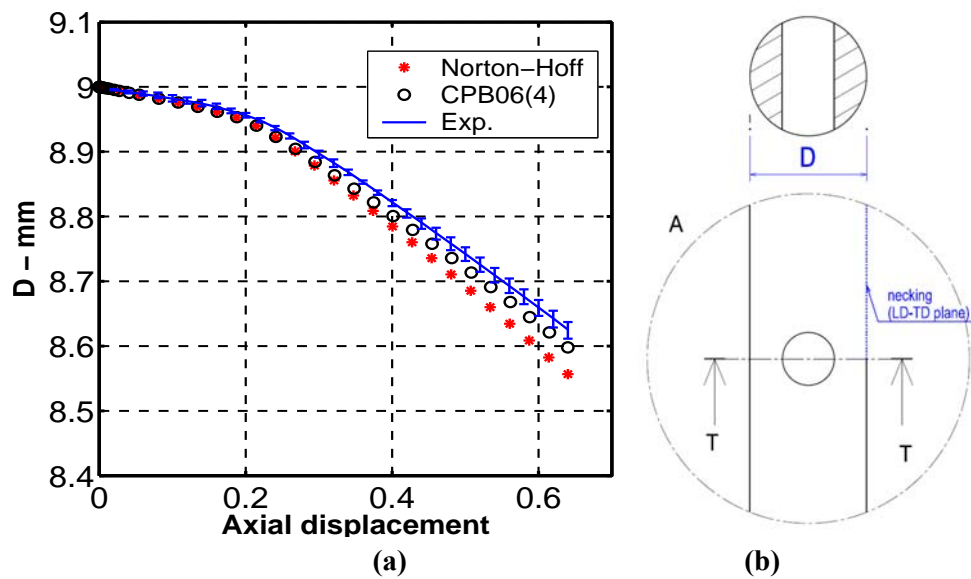 9.1
9
8.9
8.8
8.7
8.6
8.5
8.4
D − mm
Norton−Hoff
CPB06(4)
Exp.
0
0.2
0.4
0.6
Axial displacement
(a)
D
A
necking
(LD-TD plane)
T
T
(b)